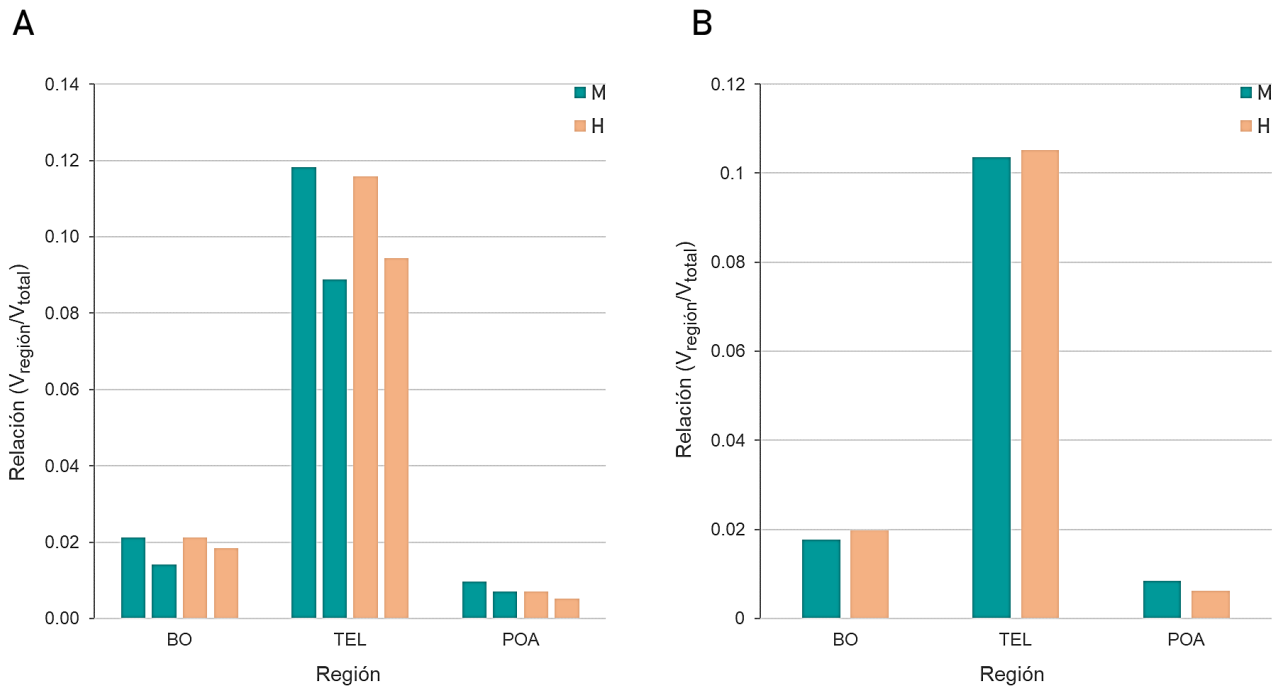 A
Relación (Vregión/Vtotal)
0.14
0.12
0.10
0.08
0.06
0.04
0.02
0.00
M
H
BO TEL POA
Región
B
Relación (Vregión/Vtotal)
0.12
0.1
0.08
0.06
0.04
0.02
0
M
H
BO TEL POA
Región